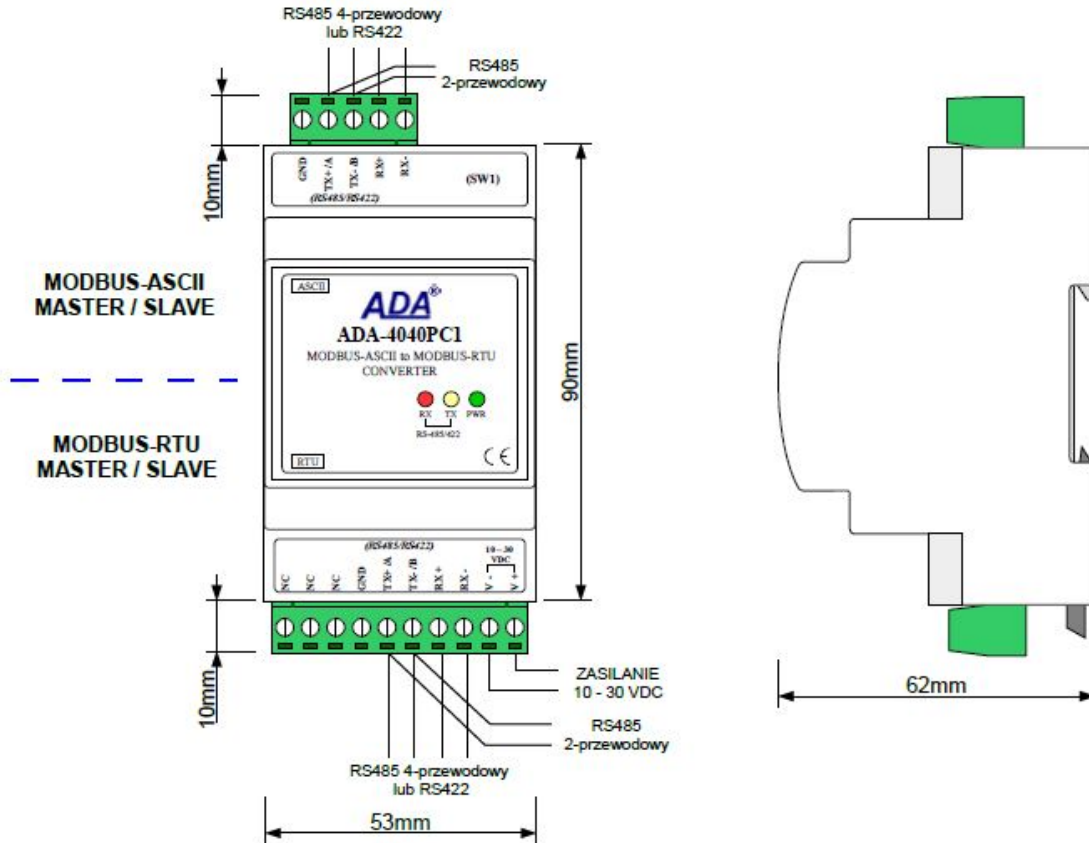 RS485 4-przewodowy
lub RS422
RS485
2-przewodowy
10mm
GND
TX+/A
TX-/B
RX+
RX-
(SW1)
(RS485/RS422)
MODBUS-ASCII
MASTER / SLAVE
ASCII
ADA®
ADA-4040PC1
MODBUS-ASCII to MODBUS-RTU
CONVERTER
RX TX PWR
RS-485/422
90mm
MODBUS-RTU
MASTER / SLAVE
RTU
CE
(RS485/RS422)
10 – 30
VDC
NC
NC
NC
GND
TX+/A
TX-/B
RX+
RX-
V -
V +
10mm
ZASILANIE
10 - 30 VDC
RS485
2-przewodowy
RS485 4-przewodowy
lub RS422
53mm
62mm